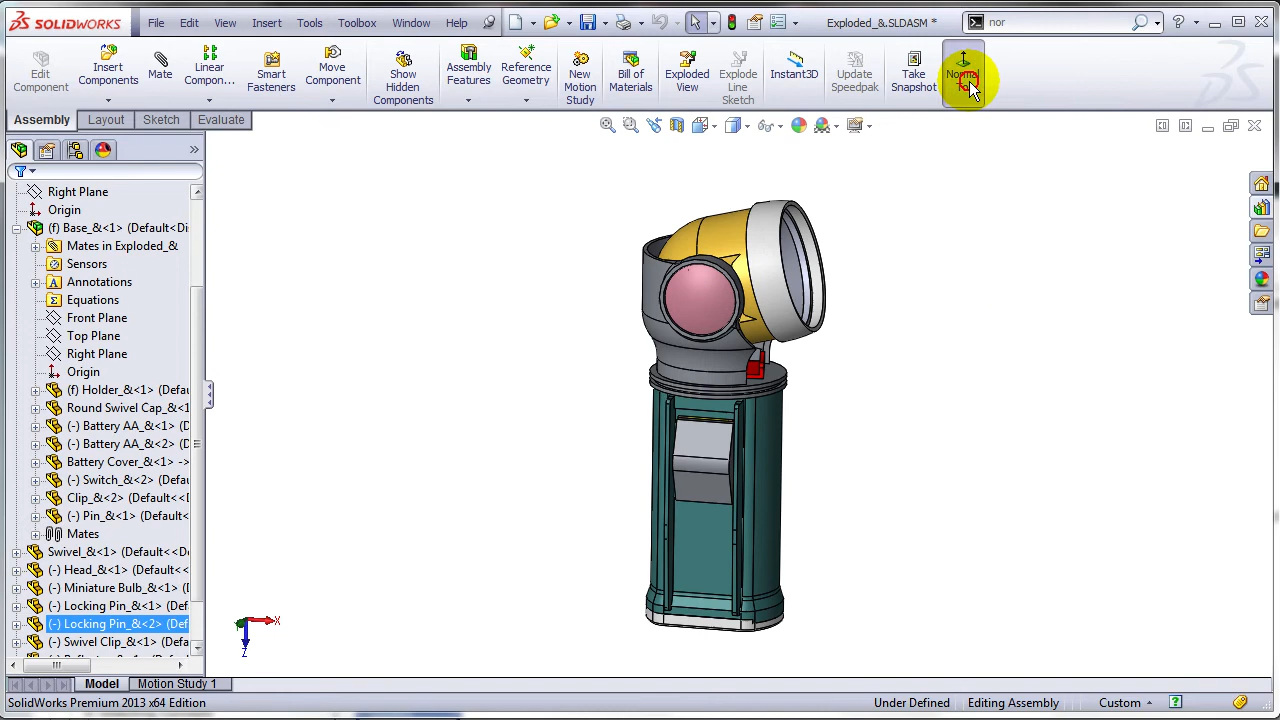 SOLIDWORKS File Edit View Insert Tools Toolbox Window Help Exploded_&.SLDASM * nor
Edit Component
Insert Components
Mate
Linear Compon...
Smart Fasteners
Move Component
Show Hidden Components
Assembly Features
Reference Geometry
New Motion Study
Bill of Materials
Exploded View
Explode Line Sketch
Instant3D
Update Speedpak
Take Snapshot
Normal
Assembly Layout Sketch Evaluate
Right Plane
Origin
(f) Base_&<1> (Default<Di
Mates in Exploded_&
Sensors
Annotations
Equations
Front Plane
Top Plane
Right Plane
Origin
(f) Holder_&<1> (Defau
Round Swivel Cap_&<1
(-) Battery AA_&<1> (D
(-) Battery AA_&<2> (D
Battery Cover_&<1> ->
(-) Switch_&<2> (Defau
Clip_&<2> (Default<<De
(-) Pin_&<1> (Default<
Mates
Swivel_&<1> (Default<<Do
(-) Head_&<1> (Default<<
(-) Miniature Bulb_&<1> (
(-) Locking Pin_&<1> (Def
(-) Locking Pin_&<2> (Def
(-) Swivel Clip_&<1> (Def
X
Z
Model Motion Study 1
SolidWorks Premium 2013 x64 Edition Under Defined Editing Assembly Custom